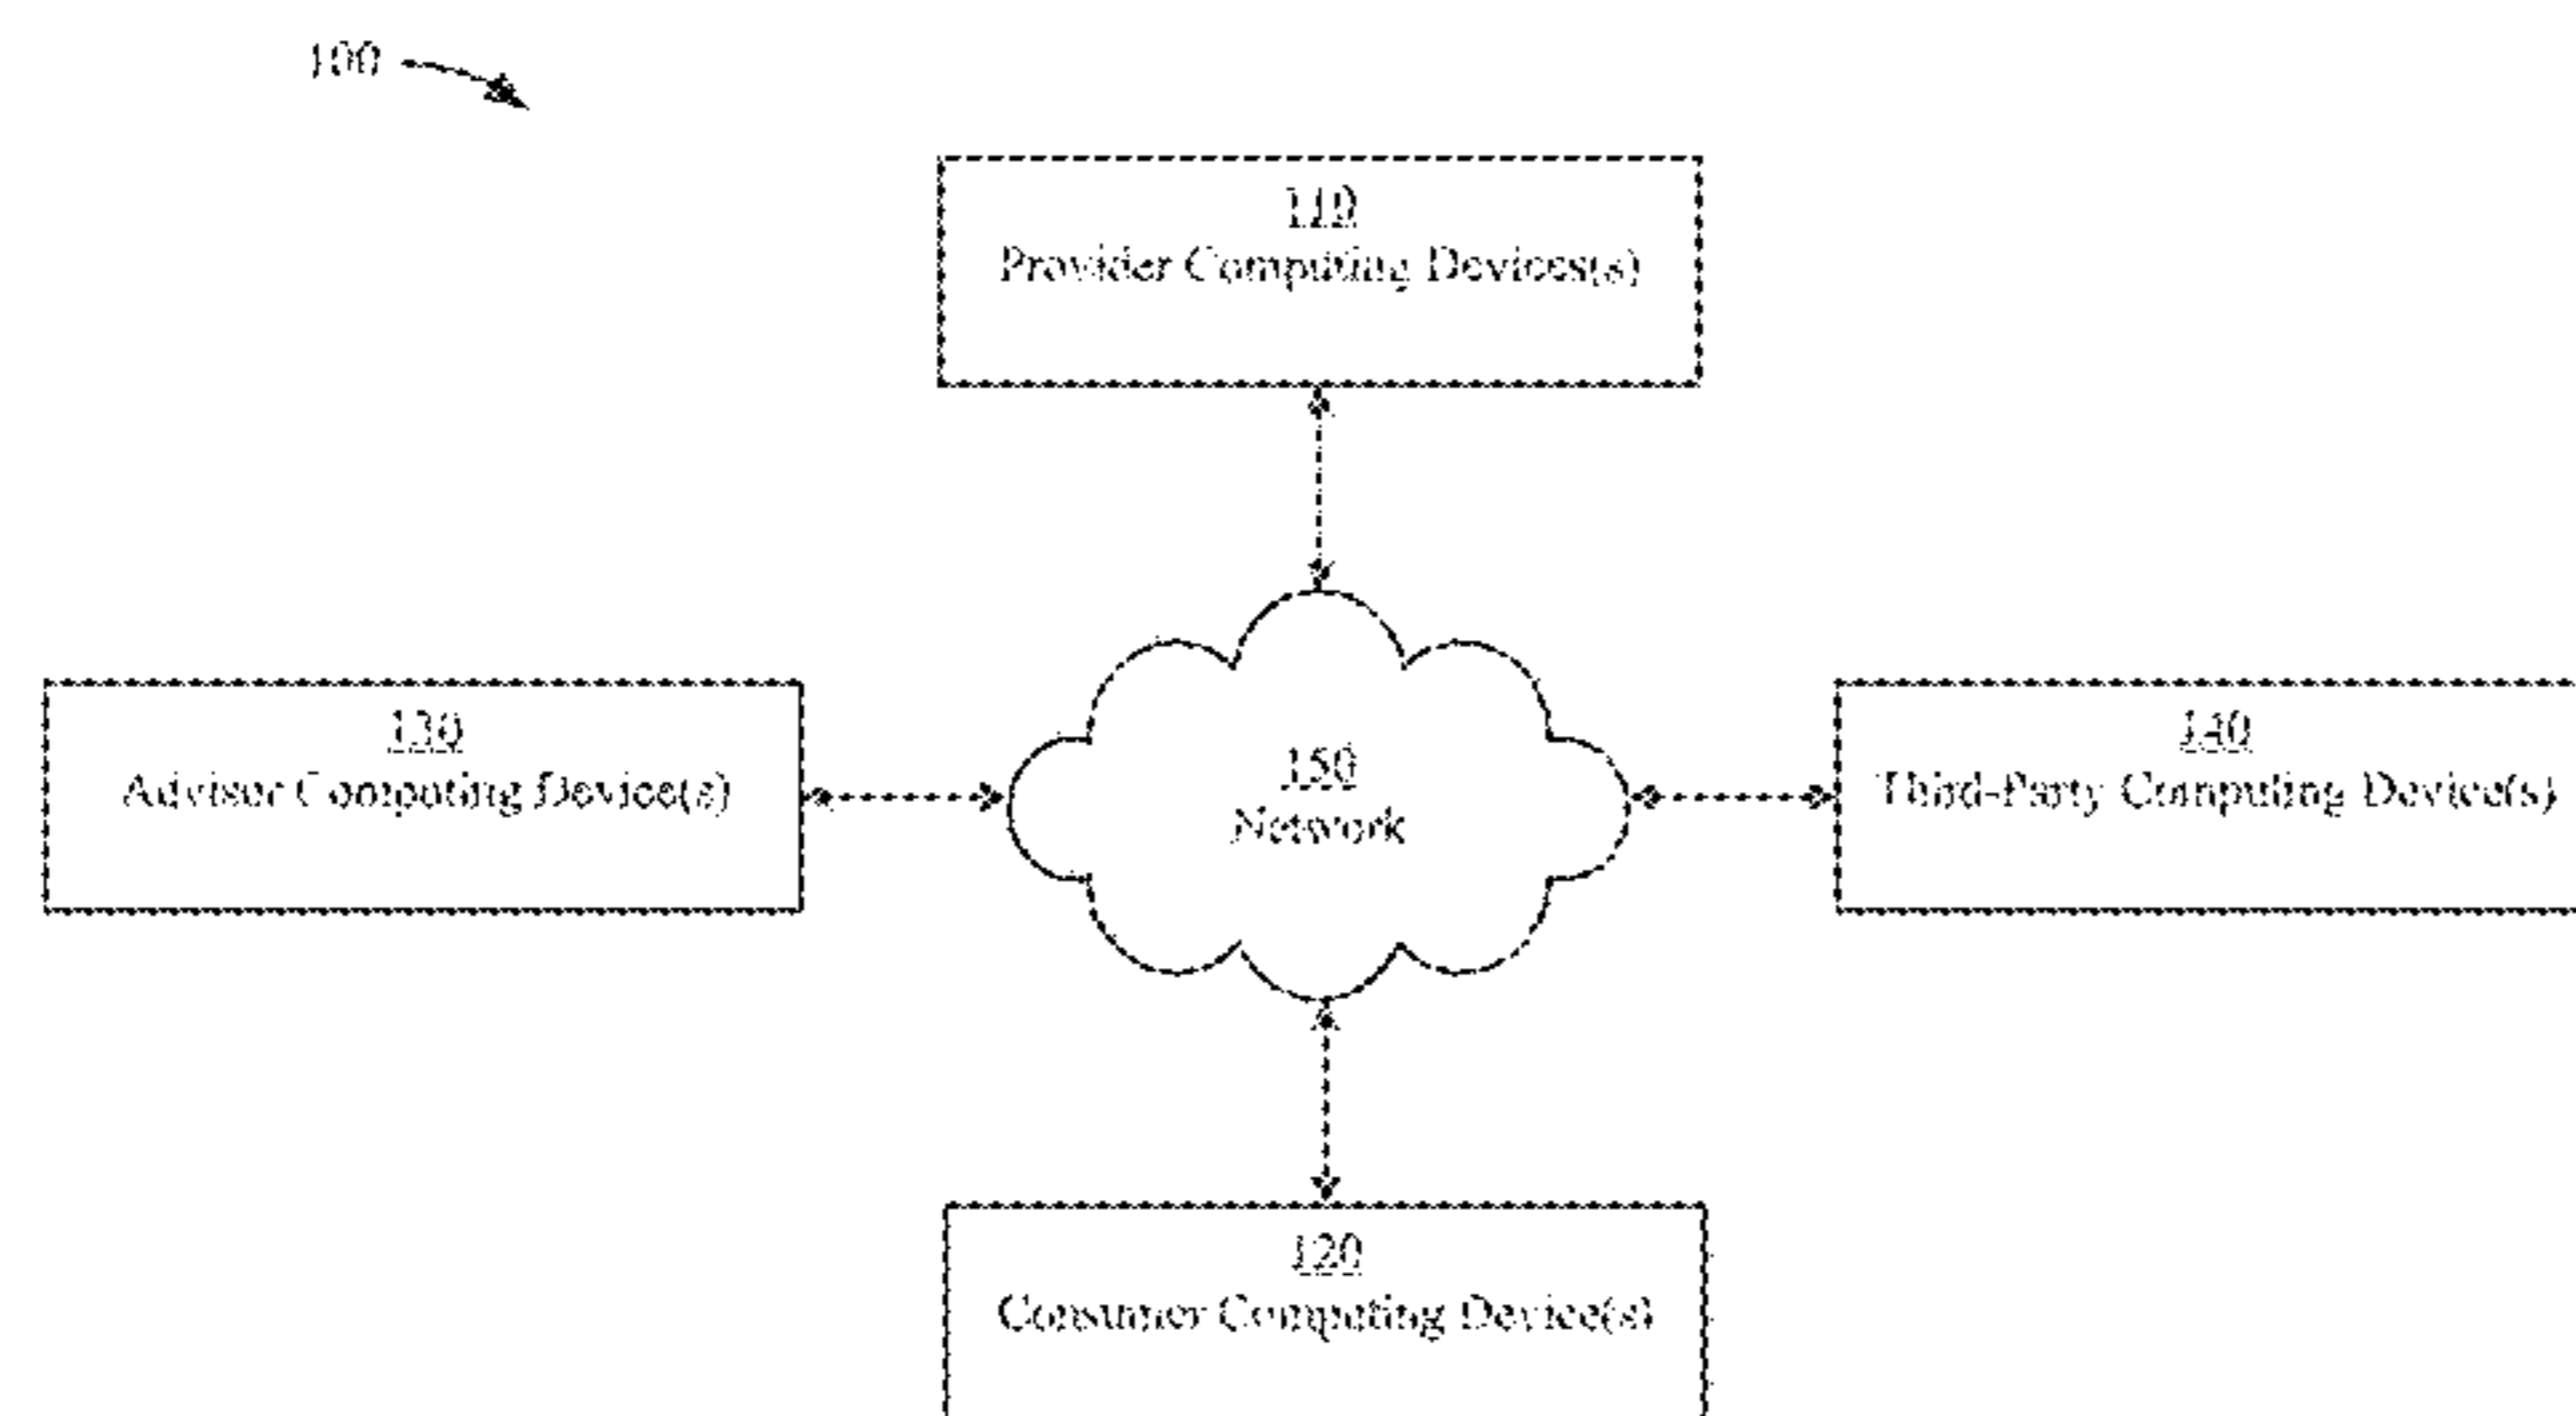 100
110
Provider Computing Devices(s)
130
Advisor Computing Device(s)
150
Network
140
Third-Party Computing Device(s)
120
Consumer Computing Device(s)